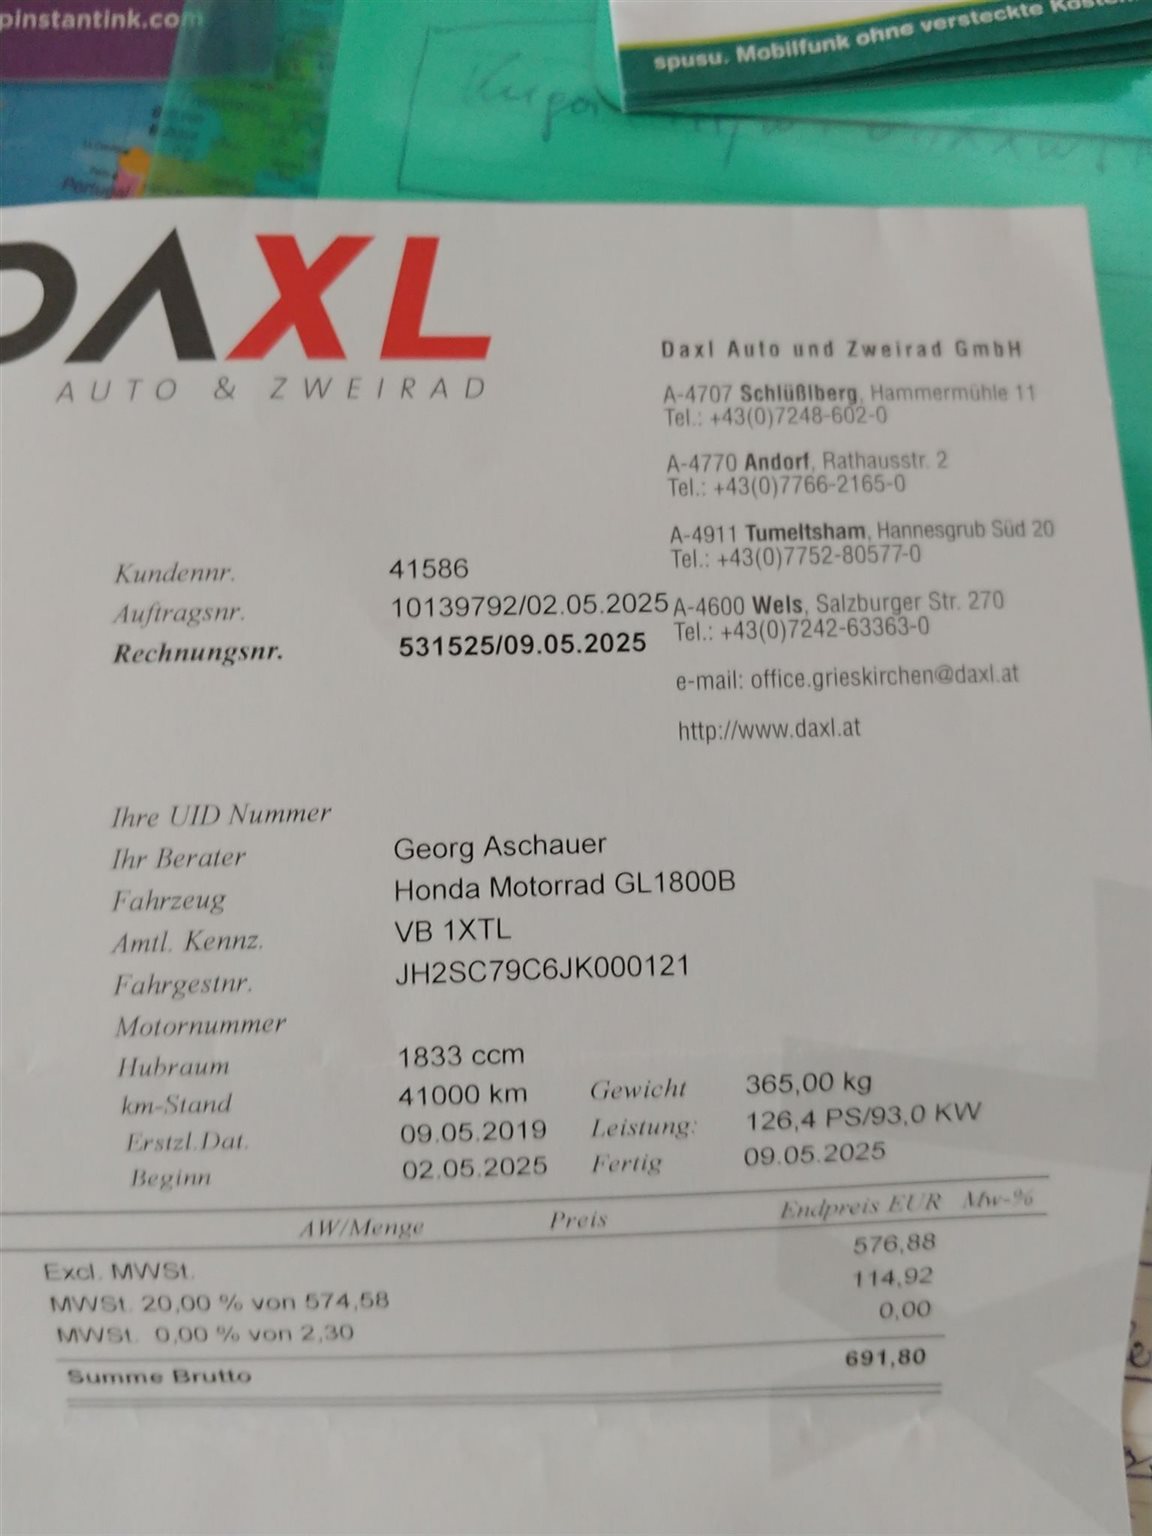 pinstantink.com
spusu. Mobilfunk ohne versteckte
Portugal
DAXL
AUTO & ZWEIRAD
Daxl Auto und Zweirad GmbH
A-4707 Schlüßlberg, Hammermühle 11
Tel.: +43(0)7248-602-0
A-4770 Andorf, Rathausstr. 2
Tel.: +43(0)7766-2165-0
A-4911 Tumeltsham, Hannesgrub Süd 20
Tel.: +43(0)7752-80577-0
A-4600 Wels, Salzburger Str. 270
Tel.: +43(0)7242-63363-0
e-mail: office.grieskirchen@daxl.at
http://www.daxl.at
Kundennr. 41586
Auftragsnr. 10139792/02.05.2025
Rechnungsnr. 531525/09.05.2025
Ihre UID Nummer
Ihr Berater Georg Aschauer
Fahrzeug Honda Motorrad GL1800B
Amtl. Kennz. VB 1XTL
Fahrgestnr. JH2SC79C6JK000121
Motornummer
Hubraum 1833 ccm
km-Stand 41000 km Gewicht 365,00 kg
Erstzl.Dat. 09.05.2019 Leistung: 126,4 PS/93,0 KW
Beginn 02.05.2025 Fertig 09.05.2025
AW/Menge Preis Endpreis EUR Mw-%
Excl. MWSt. 576,88
MWSt. 20,00 % von 574,58 114,92
MWSt. 0,00 % von 2,30 0,00
Summe Brutto 691,80